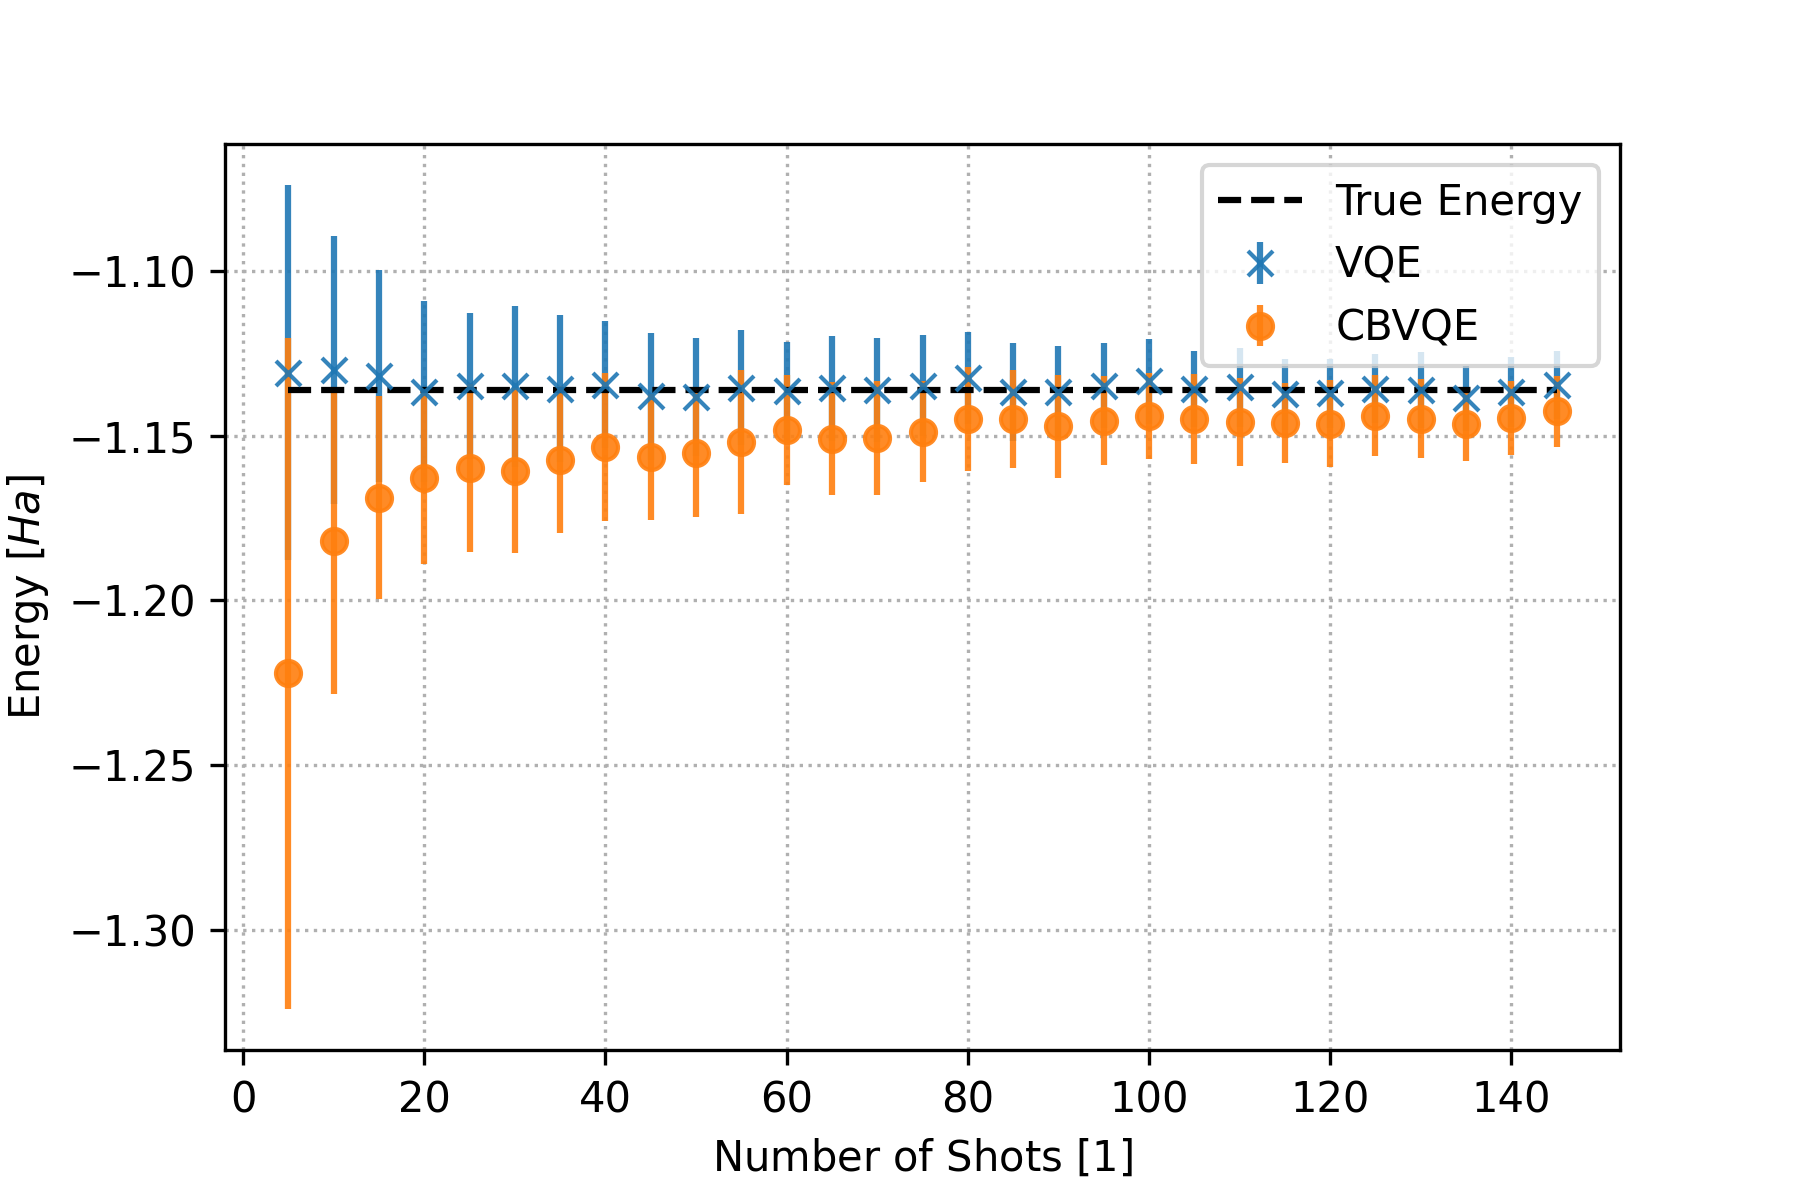 True Energy
VQE
CBVQE
−1.10
−1.15
−1.20
−1.25
−1.30
Energy [Ha]
0 20 40 60 80 100 120 140
Number of Shots [1]